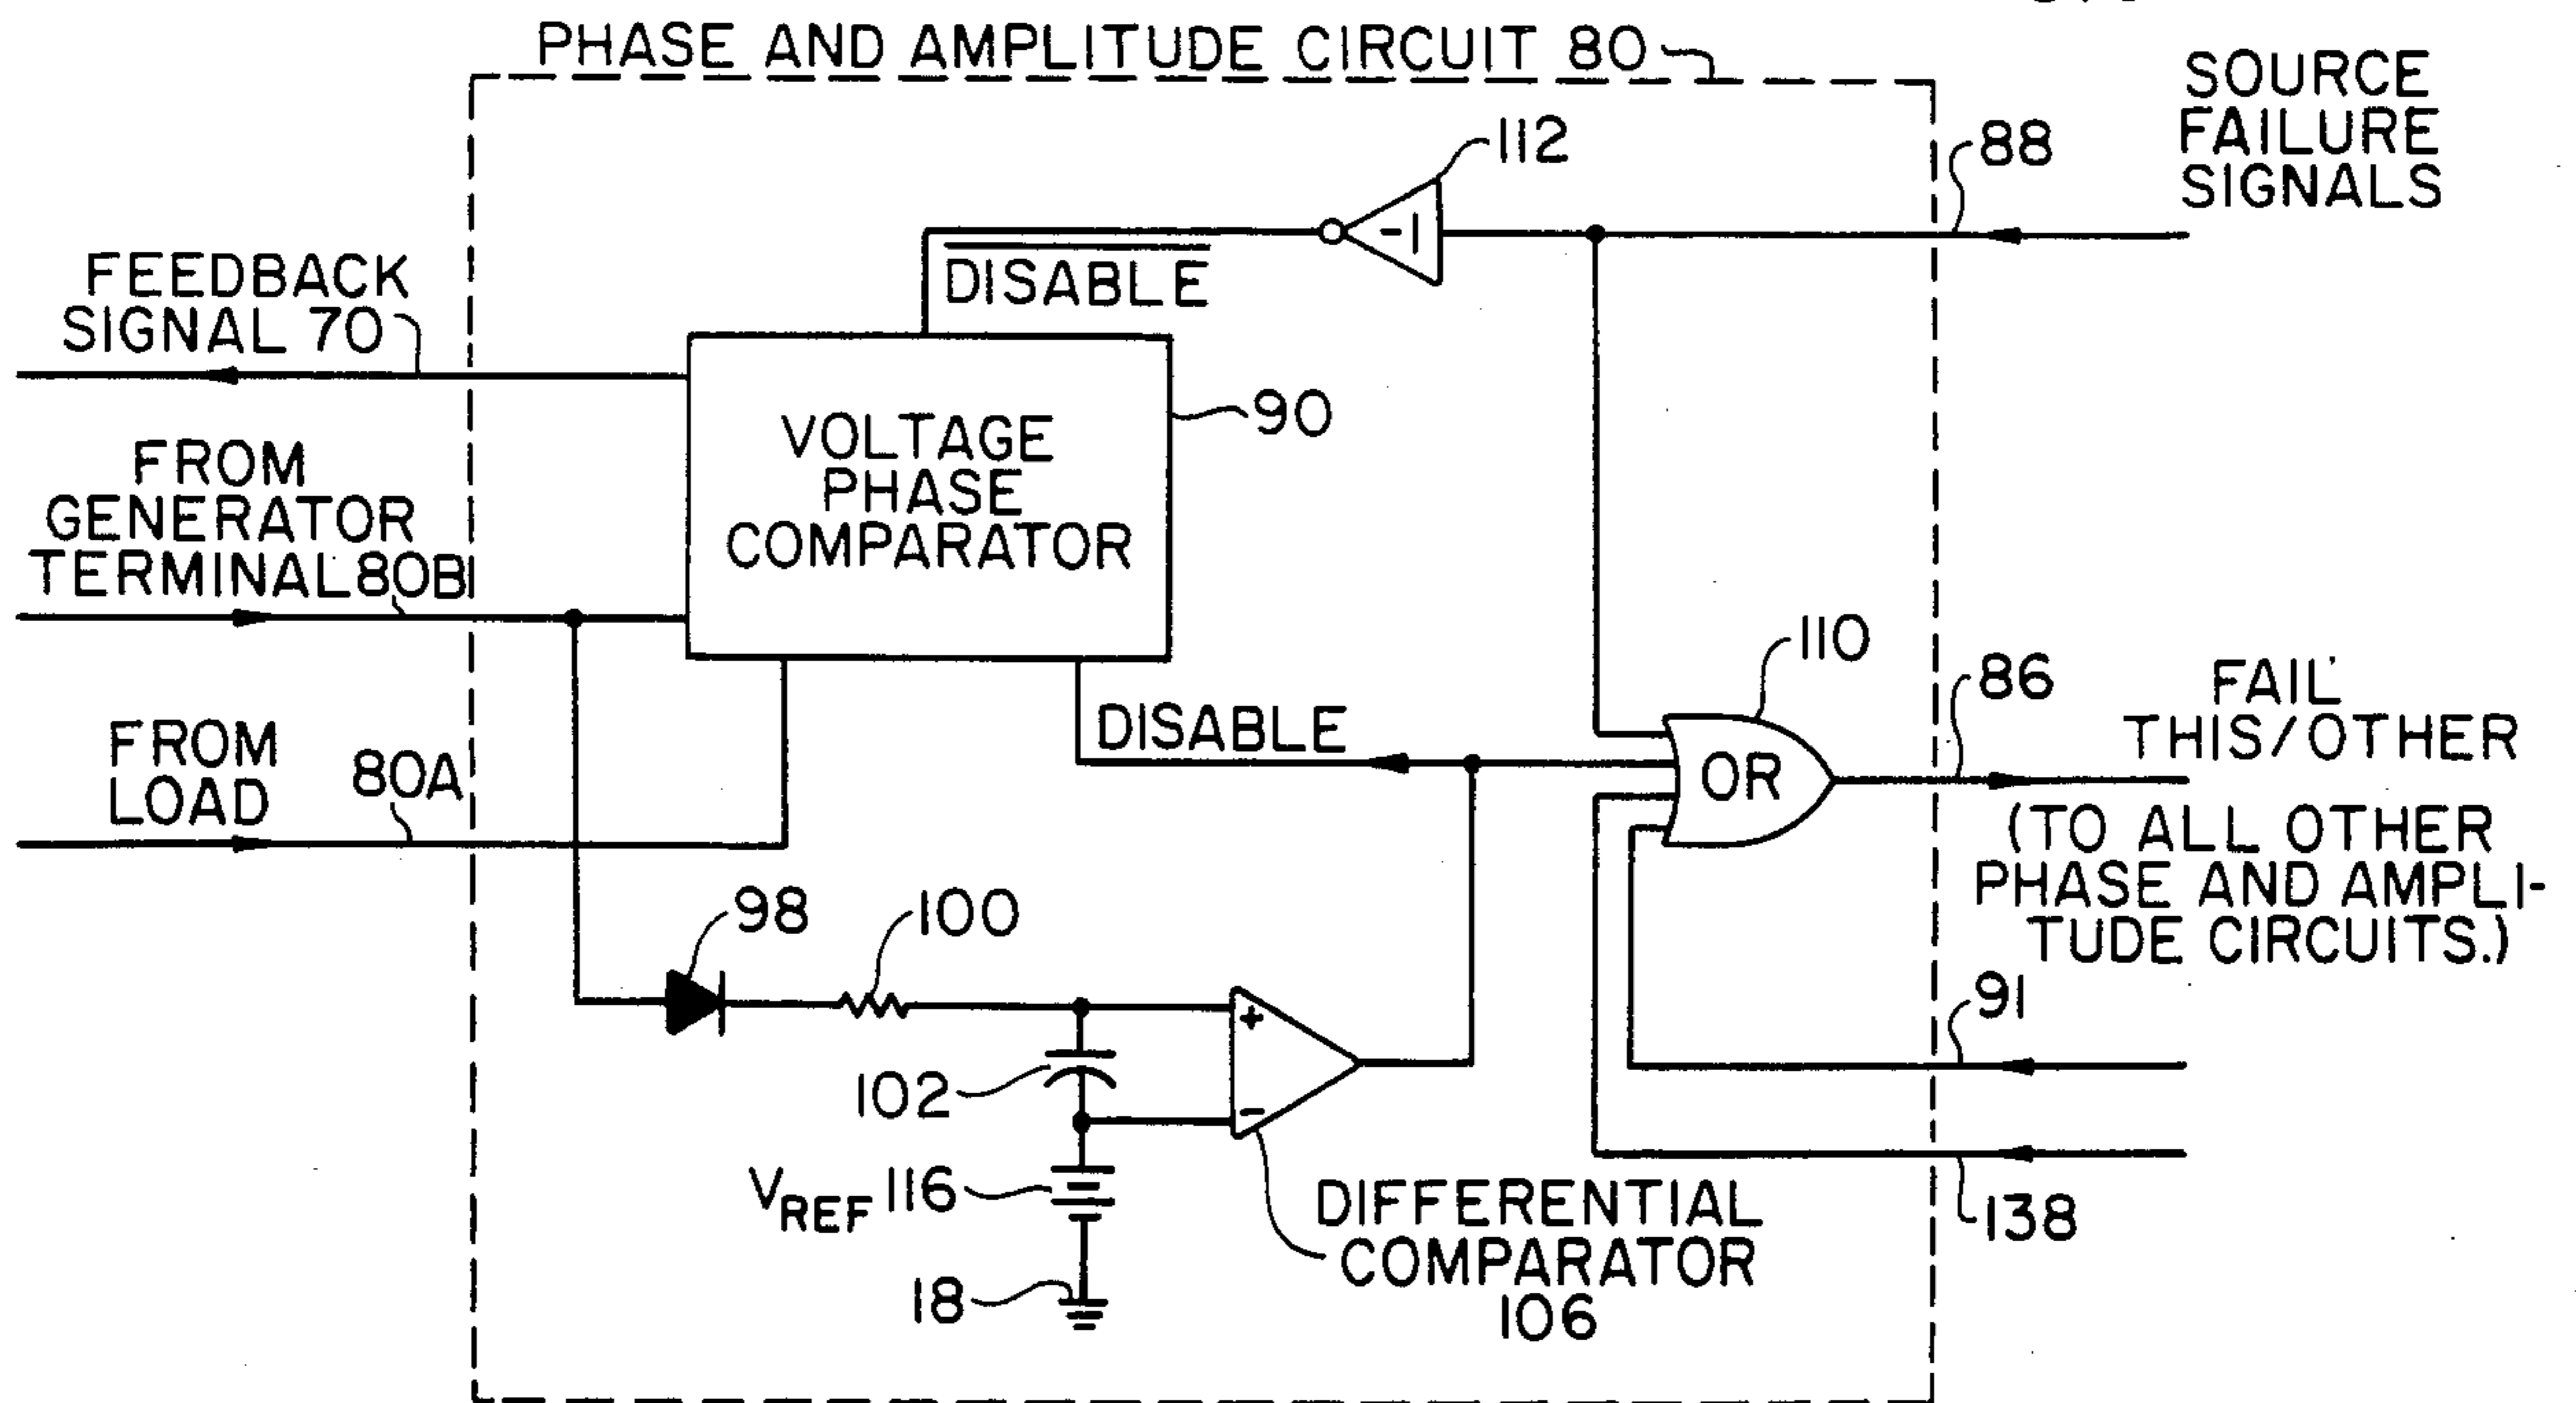 PHASE AND AMPLITUDE CIRCUIT 80
SOURCE
FAILURE
SIGNALS
88
112
-1
DISABLE
FEEDBACK
SIGNAL 70
VOLTAGE
PHASE
COMPARATOR
90
FROM
GENERATOR
TERMINAL 80B
110
OR
86
FAIL
THIS/OTHER
(TO ALL OTHER
PHASE AND AMPLI-
TUDE CIRCUITS.)
DISABLE
FROM
LOAD
80A
98
100
91
+
-
102
VREF 116
138
DIFFERENTIAL
COMPARATOR
106
18